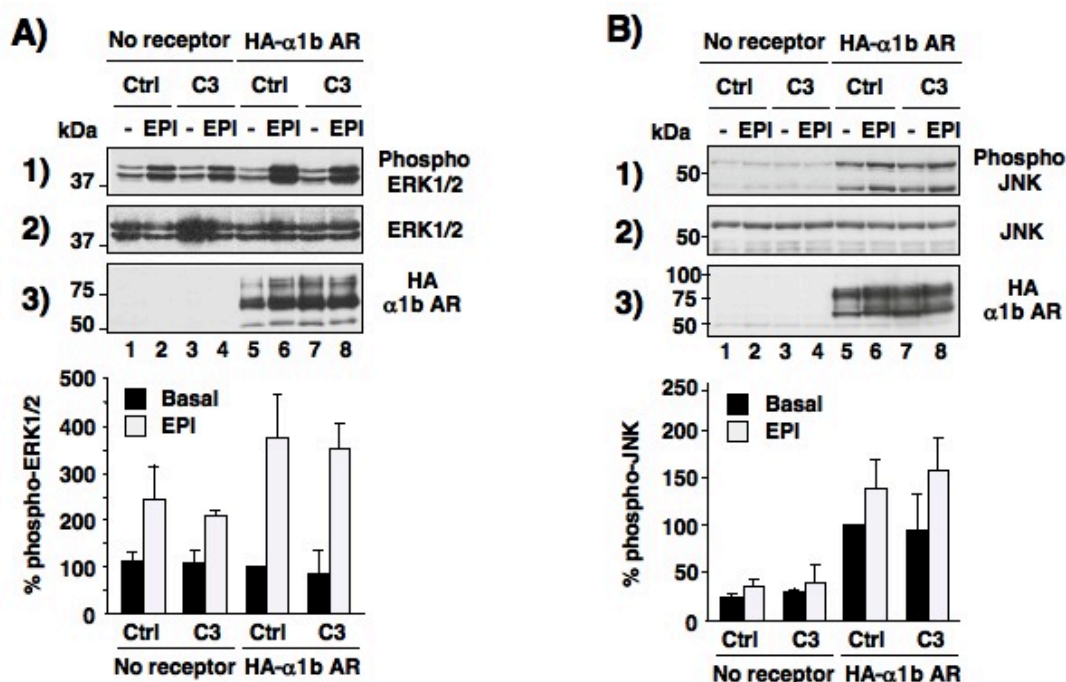 A)
No receptor HA-α1b AR
Ctrl C3 Ctrl C3
kDa - EPI - EPI - EPI - EPI
1) 37 Phospho
ERK1/2
2) 37 ERK1/2
3) 75 HA
50 α1b AR
1 2 3 4 5 6 7 8
500
400
300
200
100
0
% phospho-ERK1/2
Basal
EPI
Ctrl C3 Ctrl C3
No receptor HA-α1b AR
B)
No receptor HA-α1b AR
Ctrl C3 Ctrl C3
kDa - EPI - EPI - EPI - EPI
1) 50 Phospho
JNK
2) 50 JNK
3) 100 HA
75 α1b AR
50
1 2 3 4 5 6 7 8
250
200
150
100
50
0
% phospho-JNK
Basal
EPI
Ctrl C3 Ctrl C3
No receptor HA-α1b AR